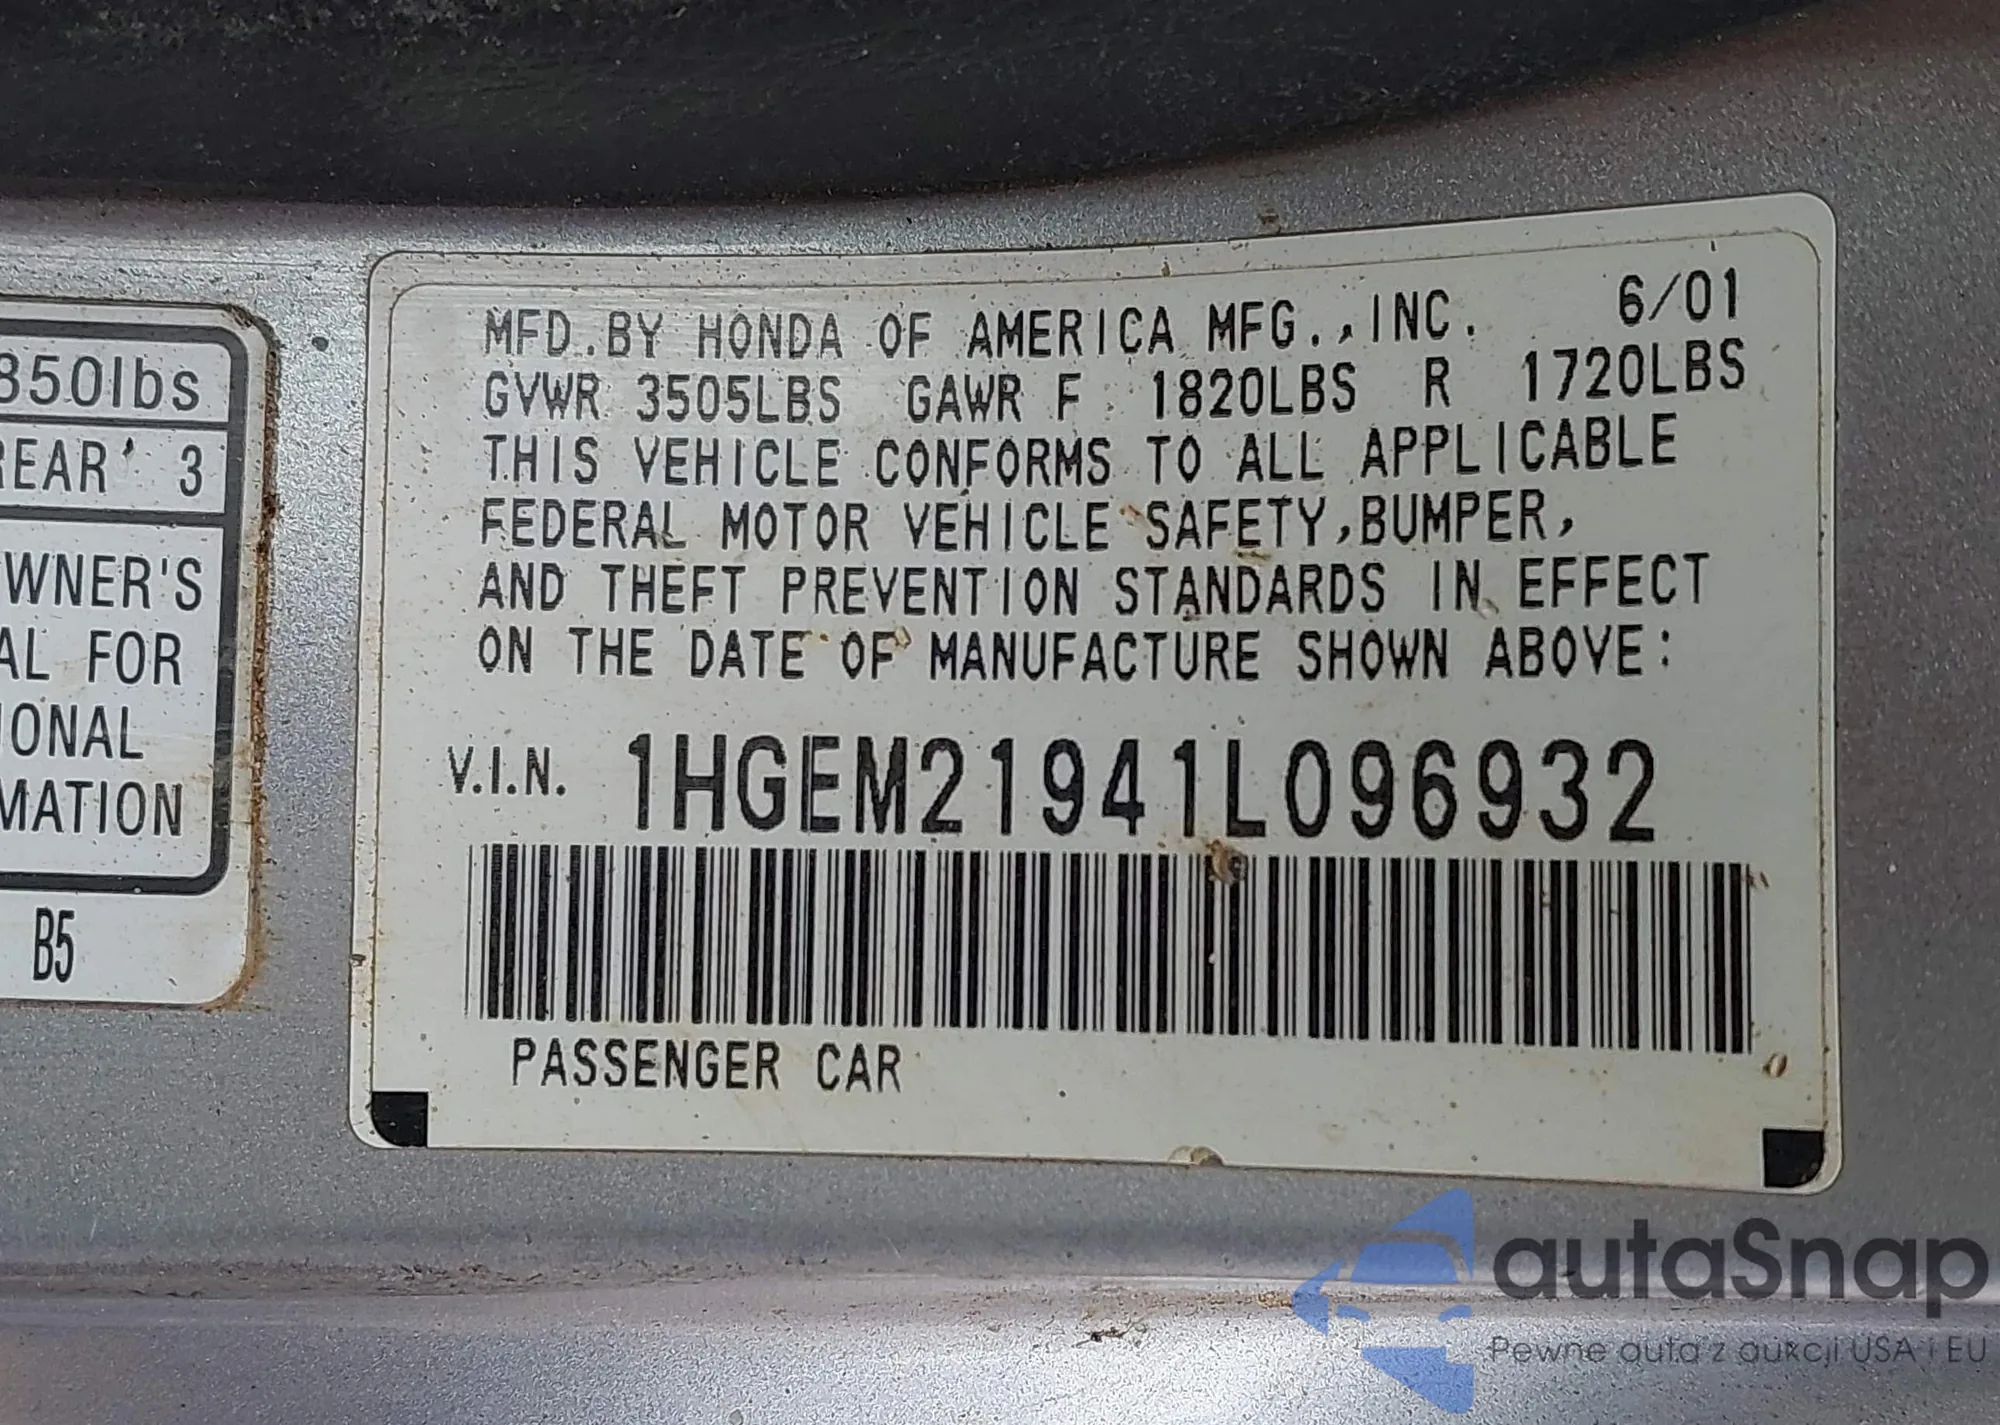 850lbs
REAR 3
OWNER'S
AL FOR
IONAL
MATION
B5
MFD. BY HONDA OF AMERICA MFG., INC. 6/01
GVWR 3505LBS GAWR F 1820LBS R 1720LBS
THIS VEHICLE CONFORMS TO ALL APPLICABLE
FEDERAL MOTOR VEHICLE SAFETY, BUMPER,
AND THEFT PREVENTION STANDARDS IN EFFECT
ON THE DATE OF MANUFACTURE SHOWN ABOVE:
V.I.N. 1HGEM21941L096932
PASSENGER CAR
autaSnap
Pewne auta z aukcji USA i EU